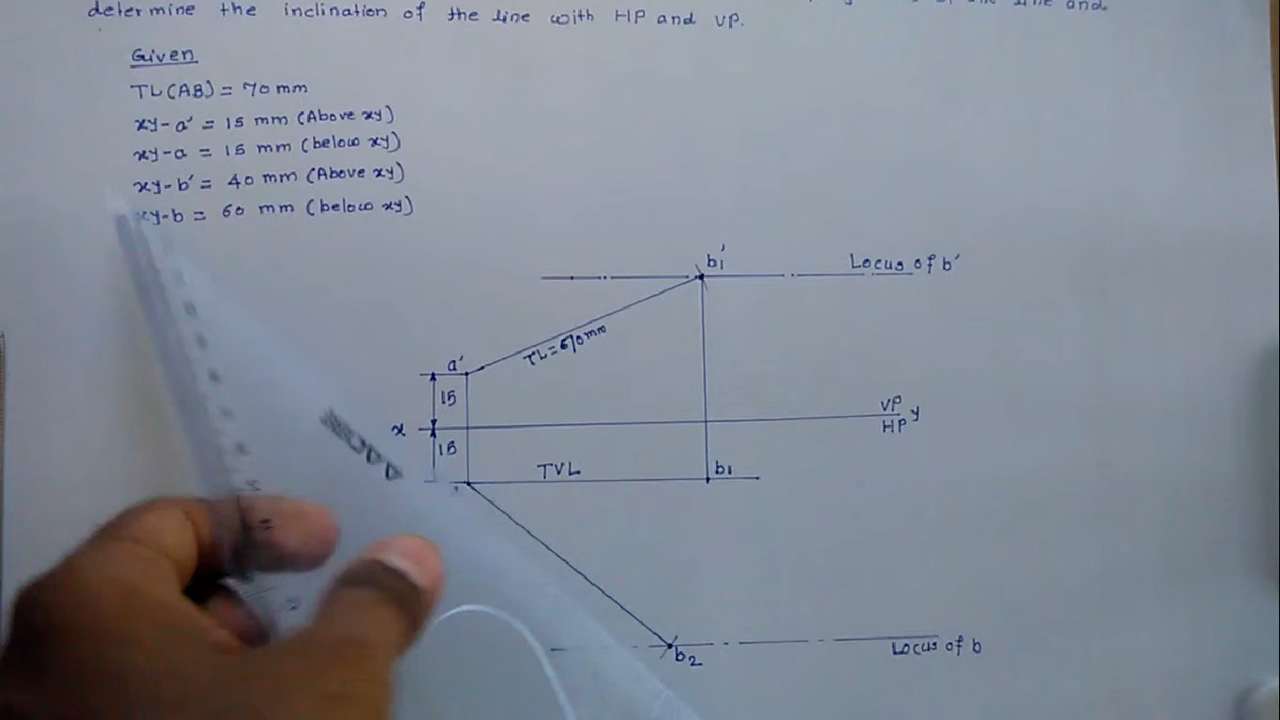 determine the inclination of the line with HP and VP.
Given
TL(AB) = 70 mm
xy-a' = 15 mm (Above xy)
xy-a = 15 mm (below xy)
xy-b' = 40 mm (Above xy)
xy-b = 60 mm (below xy)
b1'
Locus of b'
TL=670mm
a'
15
x
VP
HP
y
15
TVL
b1
b2
Locus of b